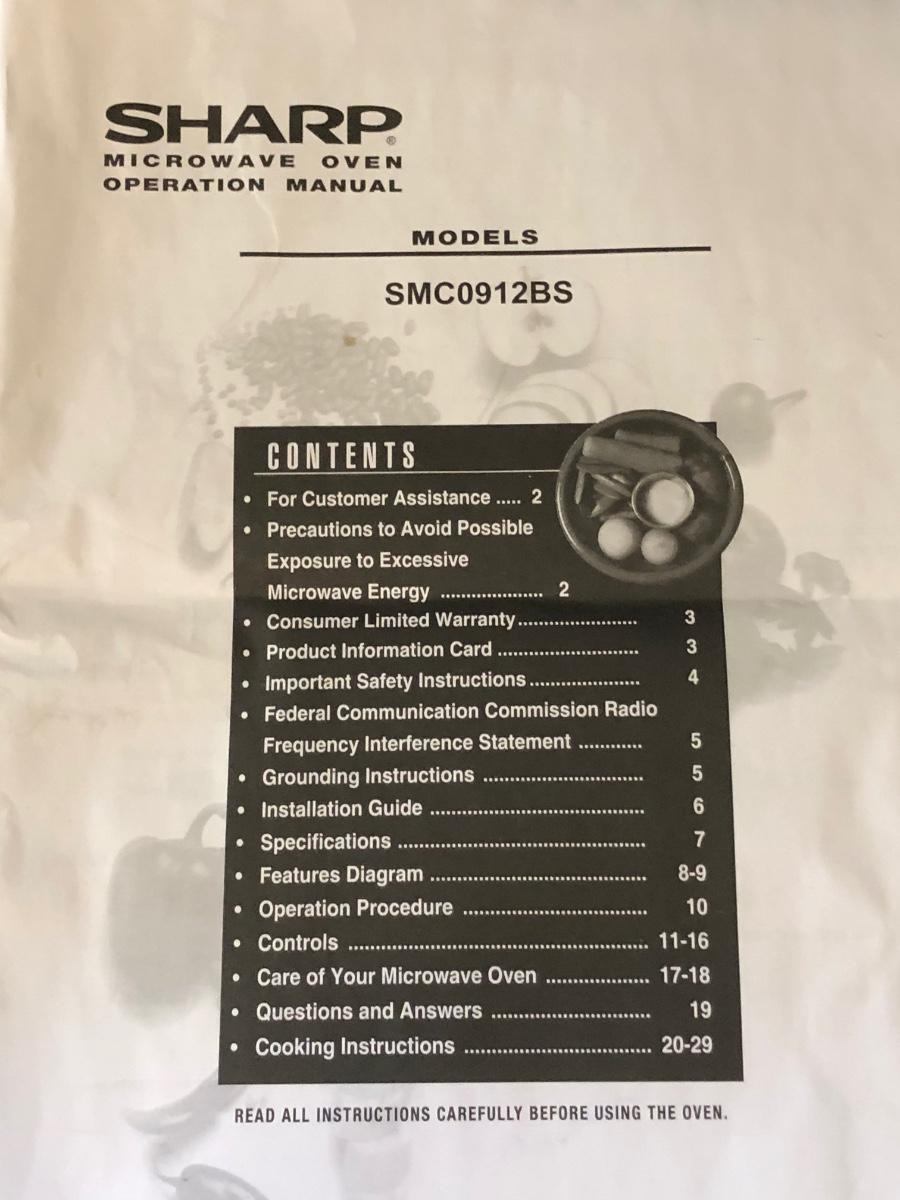 SHARP®
MICROWAVE OVEN
OPERATION MANUAL
MODELS
SMC0912BS
CONTENTS
• For Customer Assistance ..... 2
• Precautions to Avoid Possible
Exposure to Excessive
Microwave Energy .................... 2
• Consumer Limited Warranty....................... 3
• Product Information Card ........................... 3
• Important Safety Instructions..................... 4
• Federal Communication Commission Radio
Frequency Interference Statement ............ 5
• Grounding Instructions ............................... 5
• Installation Guide ......................................... 6
• Specifications ............................................... 7
• Features Diagram ......................................... 8-9
• Operation Procedure ................................... 10
• Controls ......................................................... 11-16
• Care of Your Microwave Oven .................... 17-18
• Questions and Answers .............................. 19
• Cooking Instructions ................................... 20-29
READ ALL INSTRUCTIONS CAREFULLY BEFORE USING THE OVEN.